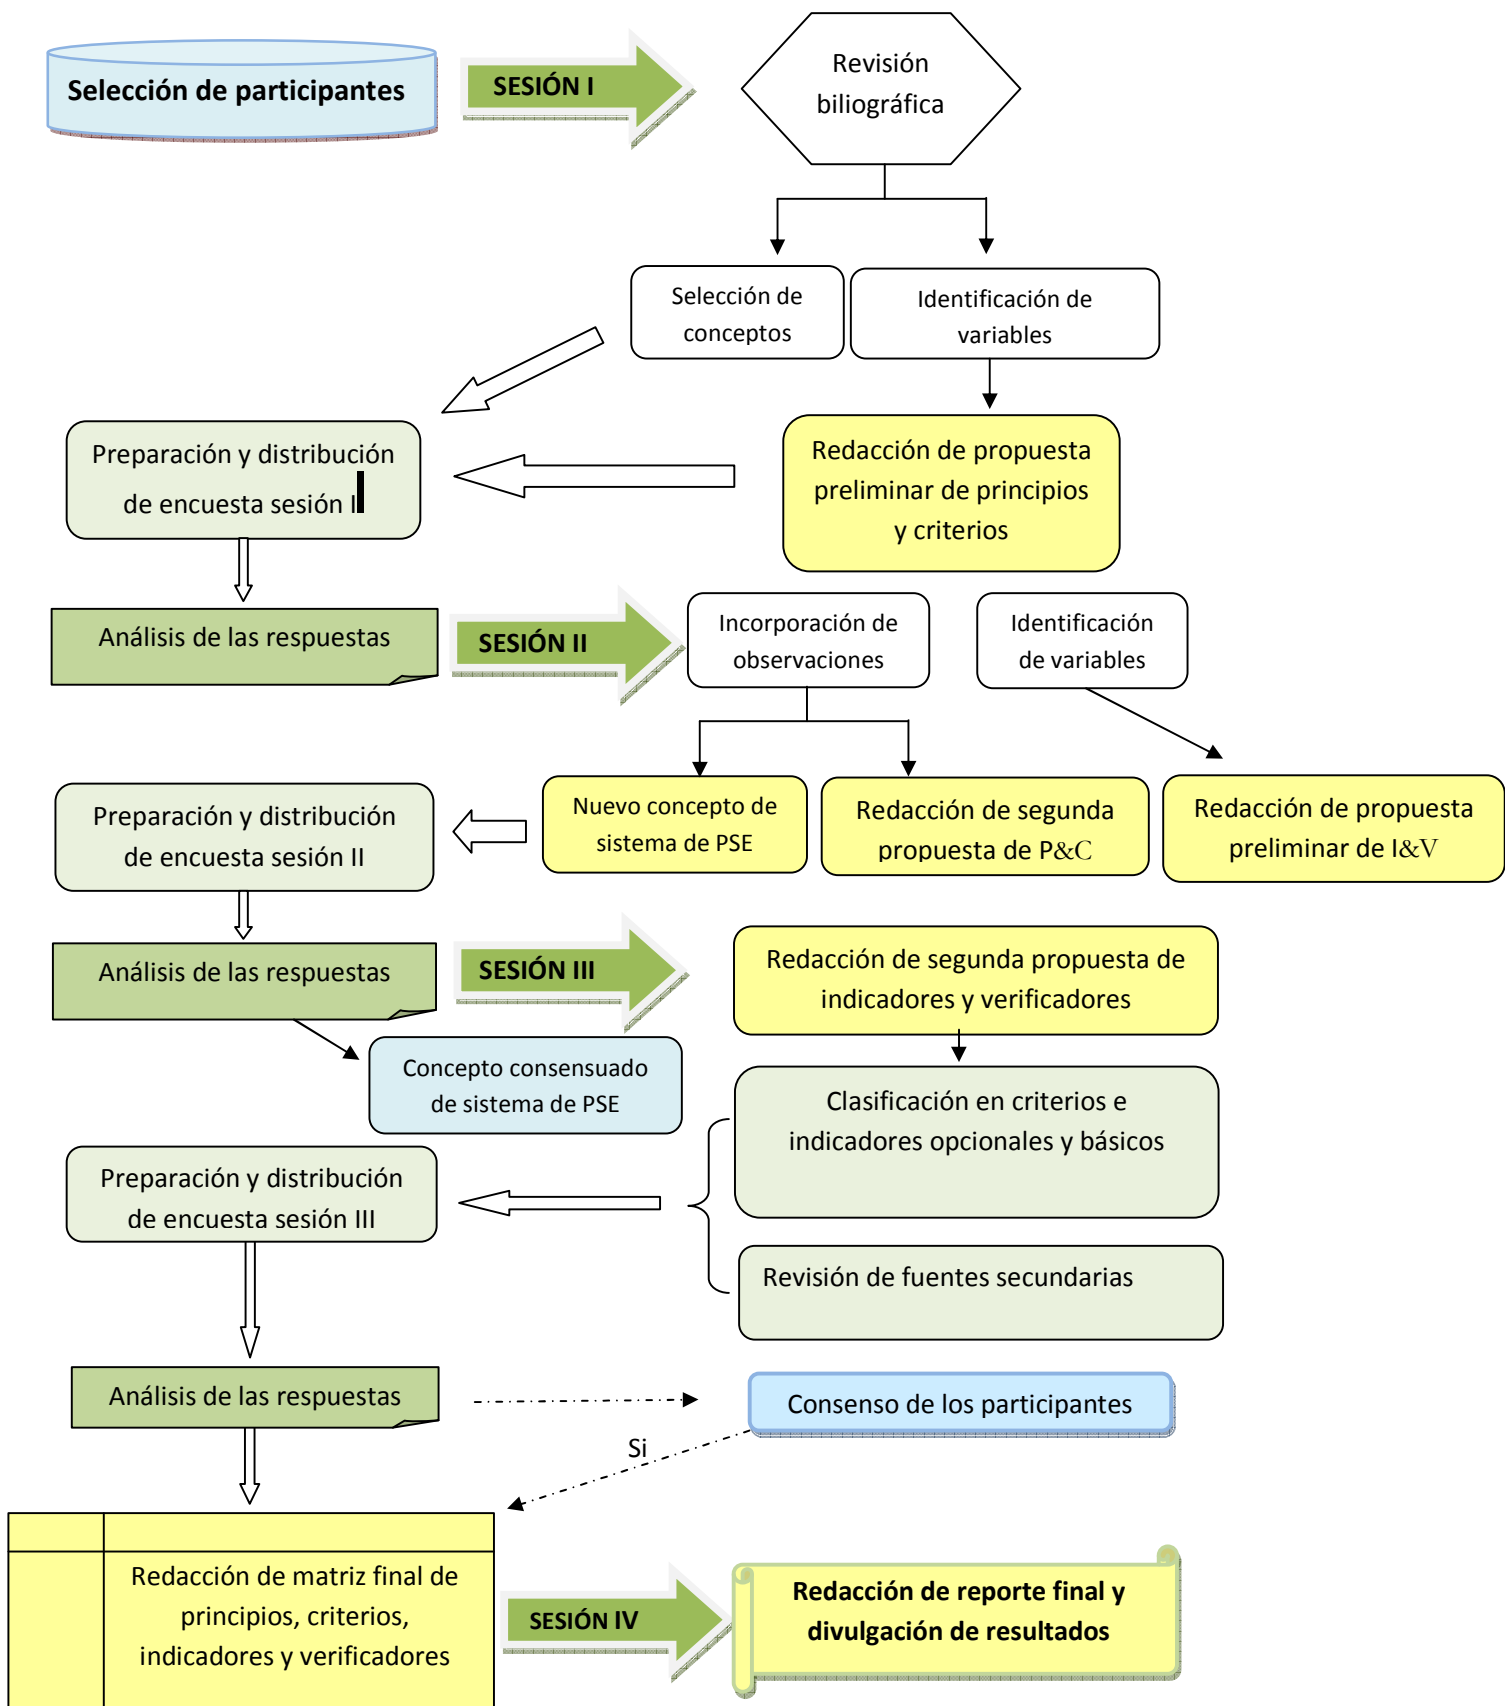 Selección de participantes
SESIÓN I
Revisión
biliográfica
Selección de
conceptos
Identificación de
variables
Preparación y distribución
de encuesta sesión I
Redacción de propuesta
preliminar de principios
y criterios
Análisis de las respuestas
SESIÓN II
Incorporación de
observaciones
Identificación
de variables
Preparación y distribución
de encuesta sesión II
Nuevo concepto de
sistema de PSE
Redacción de segunda
propuesta de P&C
Redacción de propuesta
preliminar de I&V
Análisis de las respuestas
SESIÓN III
Redacción de segunda propuesta de
indicadores y verificadores
Concepto consensuado
de sistema de PSE
Clasificación en criterios e
indicadores opcionales y básicos
Preparación y distribución
de encuesta sesión III
Revisión de fuentes secundarias
Análisis de las respuestas
Consenso de los participantes
Si
Redacción de matriz final de
principios, criterios,
indicadores y verificadores
SESIÓN IV
Redacción de reporte final y
divulgación de resultados